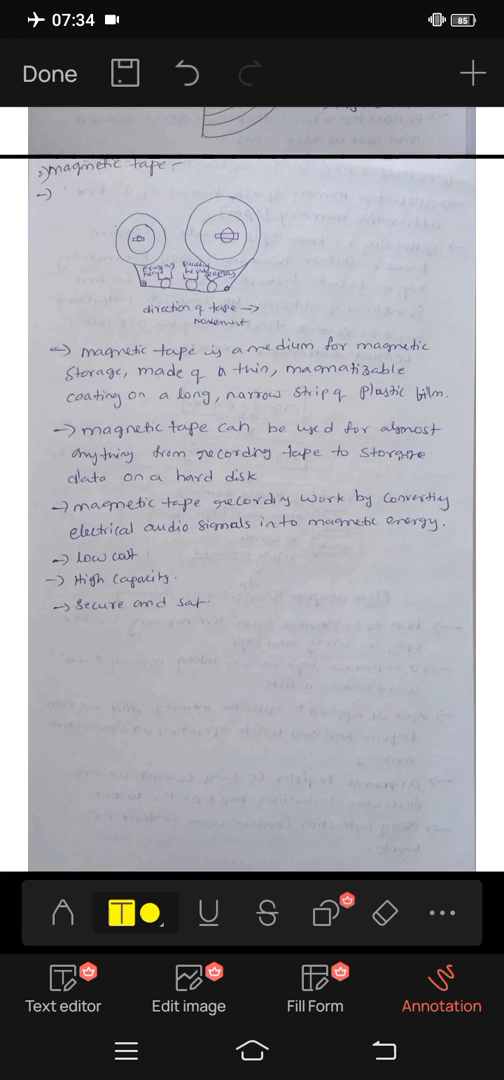 07:34
85
Done
magnetic tape -
direction of tape ->
movement
-> magnetic tape is a medium for magnetic
storage, made of a thin, magmatizable
coating on a long, narrow strip of plastic film.
-> magnetic tape can be used for almost
anything from recording tape to storage
data on a hard disk
-> magnetic tape recording work by converting
electrical audio signals into magnetic energy.
-> low cost
-> High capacity.
-> secure and saf.
Text editor
Edit image
Fill Form
Annotation